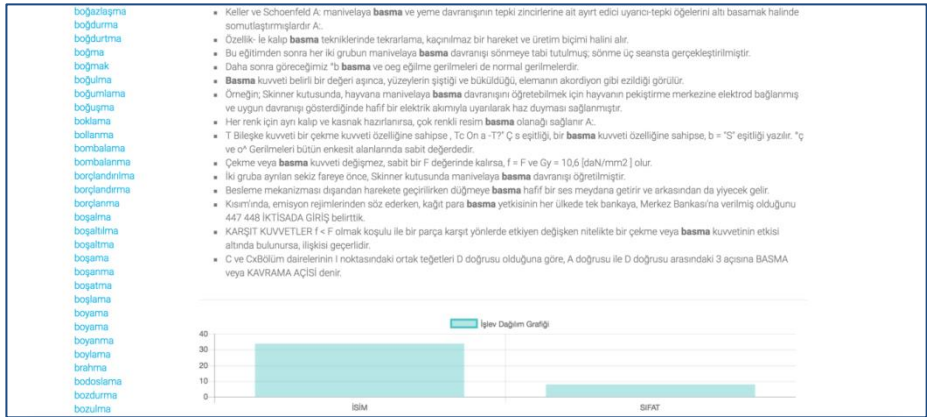 boğazlaşma
boğdurma
boğdurtma
boğma
boğmak
boğulma
boğumlama
boğuşma
boklama
bollanma
bombalama
bombalanma
borçlandırılma
borçlandırma
borçlanma
boşalma
boşaltılma
boşaltma
boşama
boşanma
boşatma
boşlama
boyama
boyama
boyanma
boylama
brahma
bodoslama
bozdurma
bozulma
Keller ve Schoenfeld A: manivelaya basma ve yeme davranışının tepki zincirlerine ait ayırt edici uyarıcı-tepki öğelerini altı basamak halinde
somutlaştırmışlardır A:.
Özellik- le kalıp basma tekniklerinde tekrarlama, kaçınılmaz bir hareket ve üretim biçimi halini alır.
Bu eğitimden sonra her iki grubun manivelaya basma davranışı sönmeye tabi tutulmuş; sönme üç seansta gerçekleştirilmiştir.
Daha sonra göreceğimiz "b basma ve oeg eğilme gerilmeleri de normal gerilmelerdir.
Basma kuvveti belirli bir değeri aşınca, yüzeylerin şiştiği ve büküldüğü, elemanın akordiyon gibi ezildiği görülür.
Örneğin; Skinner kutusunda, hayvana manivelaya basma davranışını öğretebilmek için hayvanın pekiştirme merkezine elektrod bağlanmış
ve uygun davranışı gösterdiğinde hafif bir elektrik akımıyla uyarılarak haz duyması sağlanmıştır.
Her renk için ayrı kalıp ve kasnak hazırlanırsa, çok renkli resim basma olanağı sağlanır A:.
T Bileşke kuvveti bir çekme kuvveti özelliğine sahipse , Tc On a -T?" Ç s eşitliği, bir basma kuvveti özelliğine sahipse, b = "S" eşitliği yazılır. "ç
ve o^ Gerilmeleri bütün enkesit alanlarında sabit değerdedir.
Çekme veya basma kuvveti değişmez, sabit bir F değerinde kalırsa, f = F ve Gy = 10,6 [daN/mm2 ] olur.
İki gruba ayrılan sekiz fareye önce, Skinner kutusunda manivelaya basma davranışı öğretilmiştir.
Besleme mekanizması dışarıdan harekete geçirilirken düğmeye basma hafif bir ses meydana getirir ve arkasından da yiyecek gelir.
Kısım'ında, emisyon rejimlerinden söz ederken, kağıt para basma yetkisinin her ülkede tek bankaya, Merkez Bankası'na verilmiş olduğunu
447 448 İKTİSADA GİRİŞ belirttik.
KARŞIT KUVVETLER f < F olmak koşulu ile bir parça karşıt yönlerde etkiyen değişken nitelikte bir çekme veya basma kuvvetinin etkisi
altında bulunursa, ilişkisi geçerlidir.
C ve CxBölüm dairelerinin I noktasındaki ortak teğetleri D doğrusu olduğuna göre, A doğrusu ile D doğrusu arasındaki 3 açısına BASMA
veya KAVRAMA AÇISI denir.
İşlev Dağılım Grafiği
40
30
20
10
0
İSİM
SIFAT